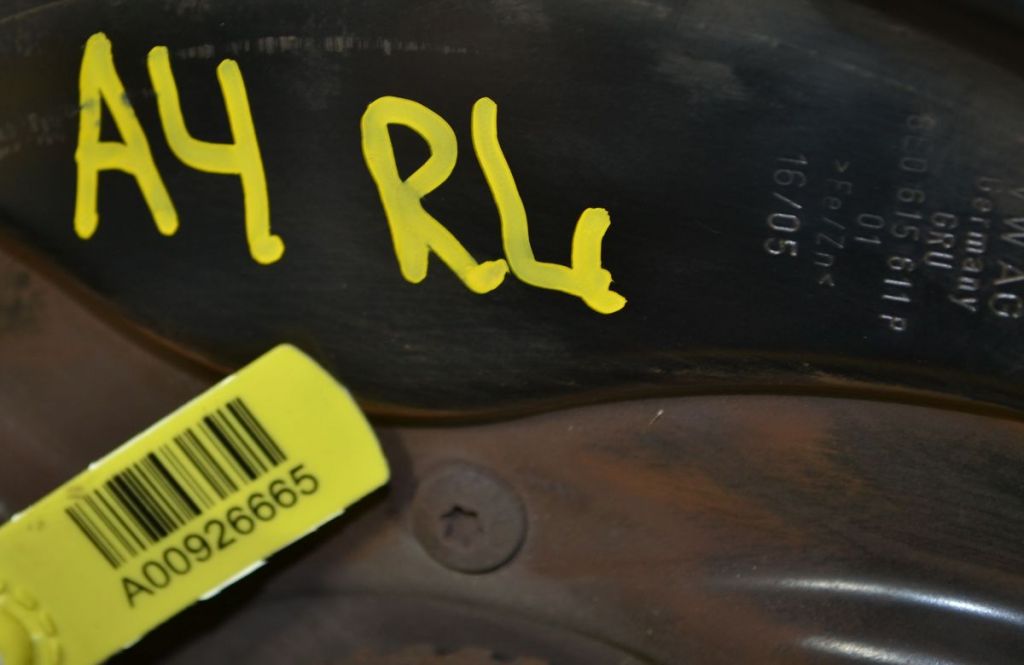 A4 RL
VWAG
Germany
GRU
8E0 615 611 P
01
>Fe/Zn<
16/05
A00926665